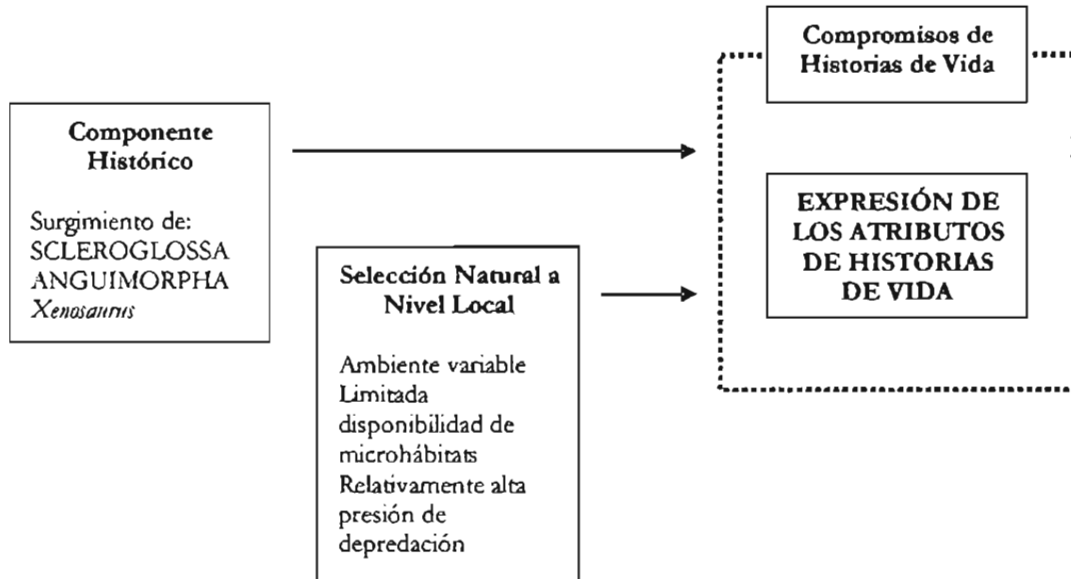 Componente
Histórico
Surgimiento de:
SCLEROGLOSSA
ANGUIMORPHA
Xenosaurus
Selección Natural a
Nivel Local
Ambiente variable
Limitada
disponibilidad de
microhábitats
Relativamente alta
presión de
depredación
Compromisos de
Historias de Vida
EXPRESIÓN DE
LOS ATRIBUTOS
DE HISTORIAS
DE VIDA